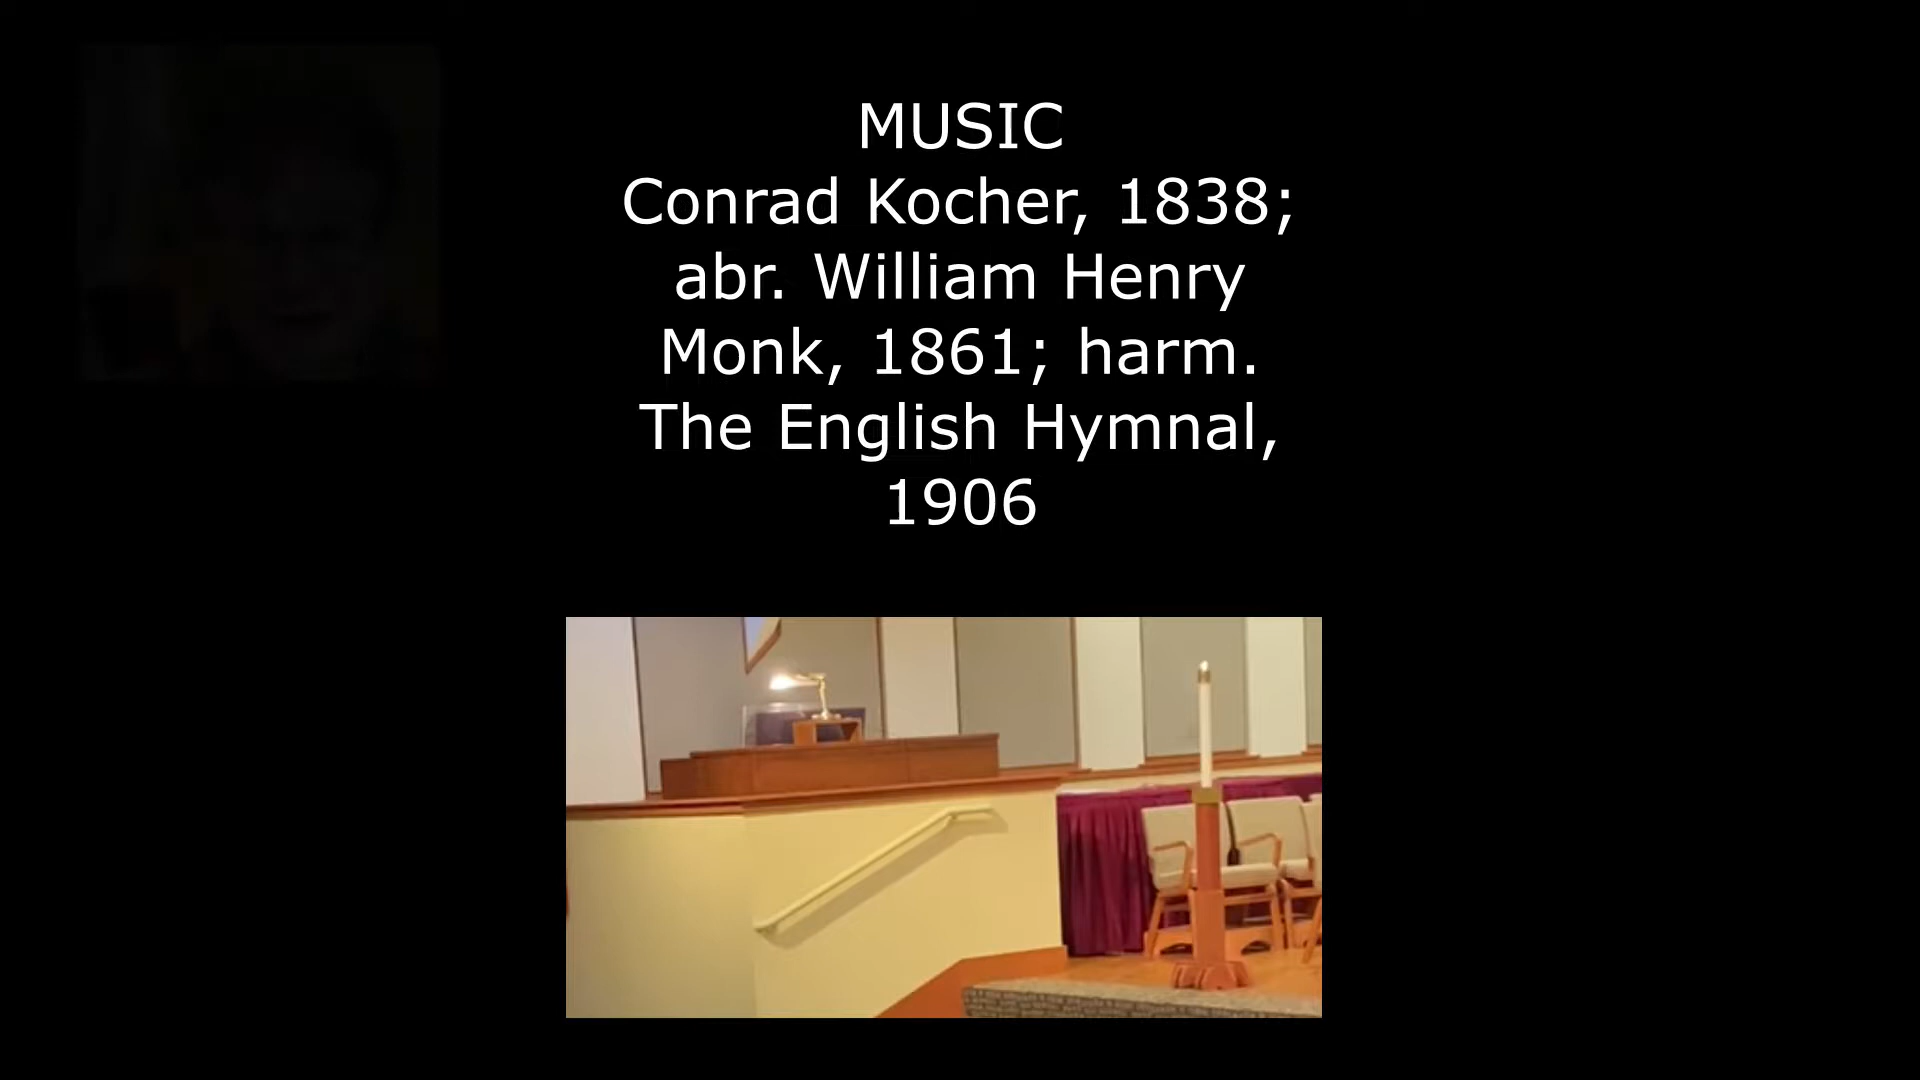 MUSIC
Conrad Kocher, 1838;
abr. William Henry
Monk, 1861; harm.
The English Hymnal,
1906